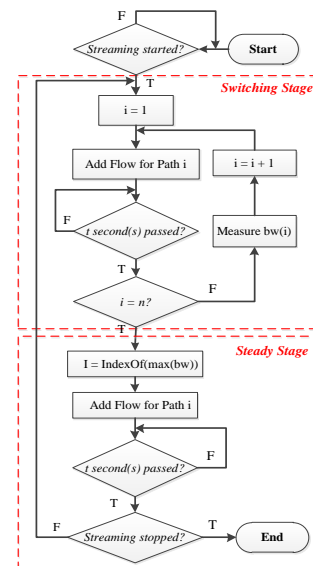 F
Streaming started?
Start
T
Switching Stage
i = 1
Add Flow for Path i
i = i + 1
F
t second(s) passed?
Measure bw(i)
T
i = n?
F
T
Steady Stage
I = IndexOf(max(bw))
Add Flow for Path i
t second(s) passed?
F
T
F
Streaming stopped?
T
End